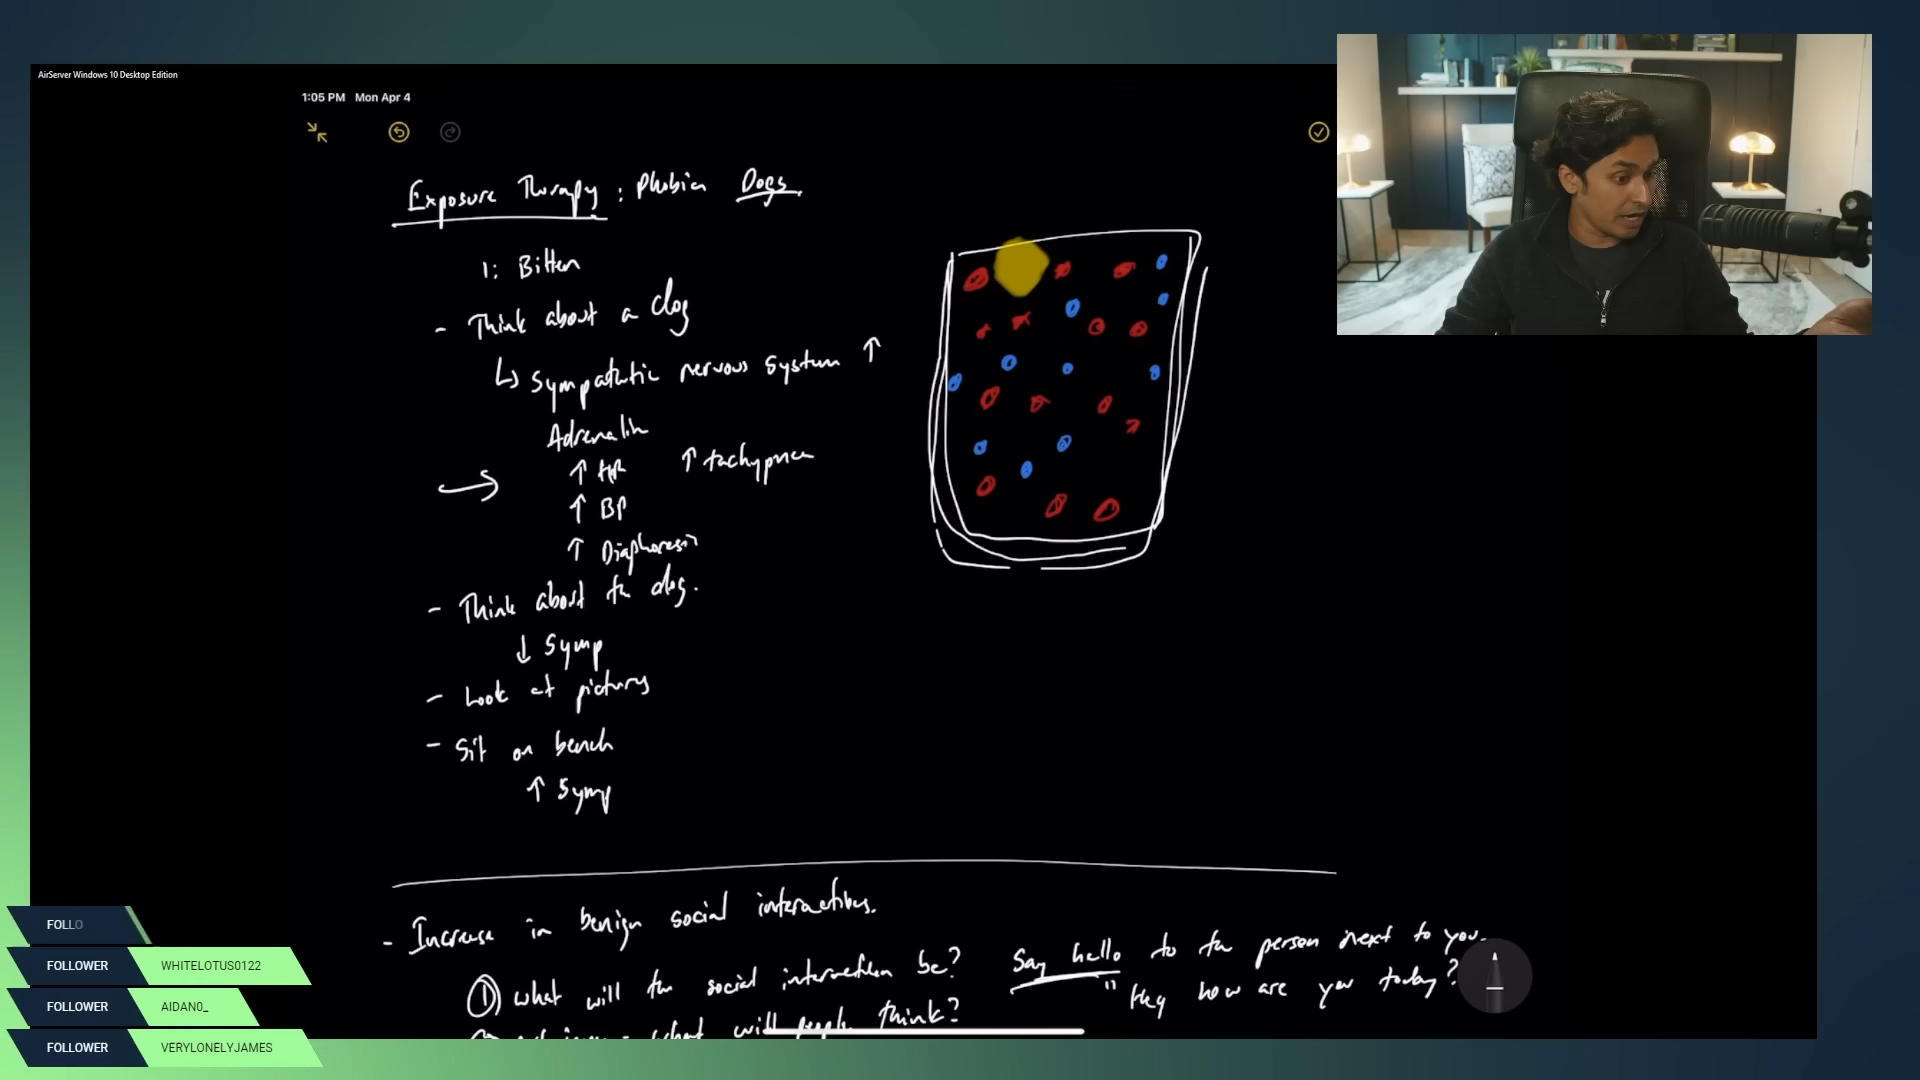 AirServer Windows 10 Desktop Edition
1:05 PM Mon Apr 4
Exposure Therapy : Phobia Dogs.
1: Bitten
- Think about a dog
↳ Sympathetic nervous system ↑
Adrenalin
↑ HR ↑ tachypnea
→ ↑ BP
↑ Diaphoresis
- Think about the dog.
↓ Symp
- Look at pictures
- Sit on bench
↑ Symp
- Increase in benign social interactions.
① What will the social interaction be? Say hello to the person next to you.
"Hey how are you today?
what will people think?
FOLLO
FOLLOWER WHITELOTUS0122
FOLLOWER AIDAN0_
FOLLOWER VERYLONELYJAMES